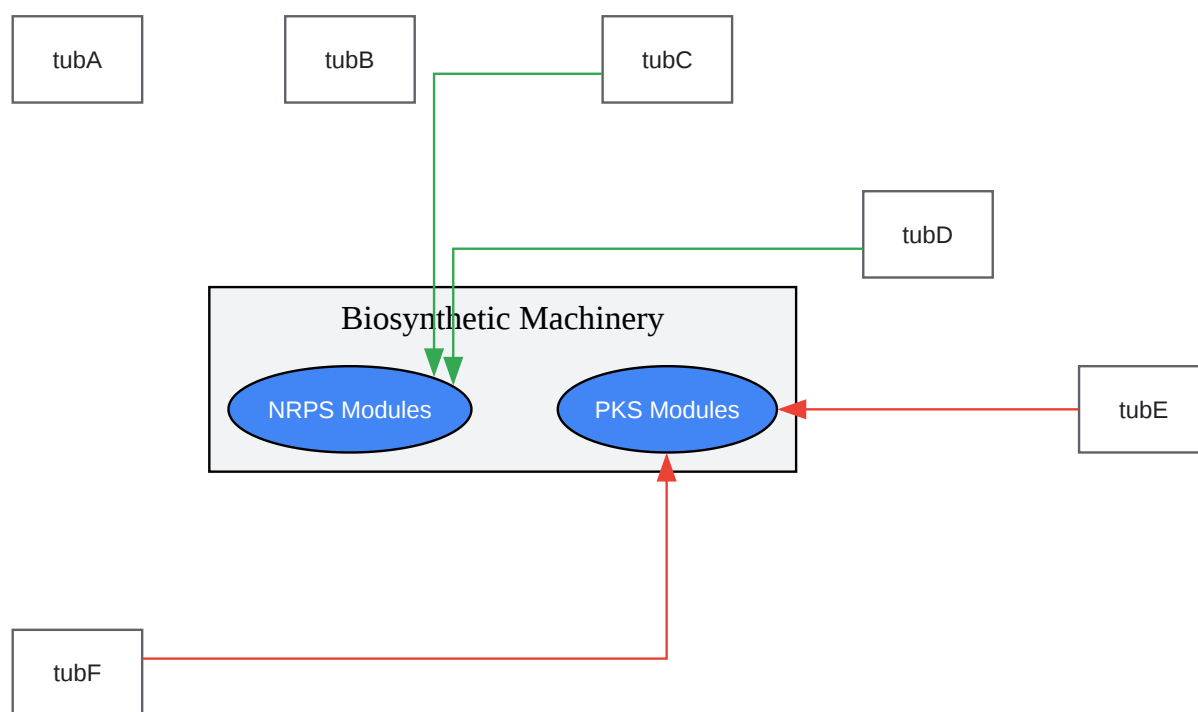 tubA
tubB
tubC
tubD
Biosynthetic Machinery
NRPS Modules
PKS Modules
tubE
tubF